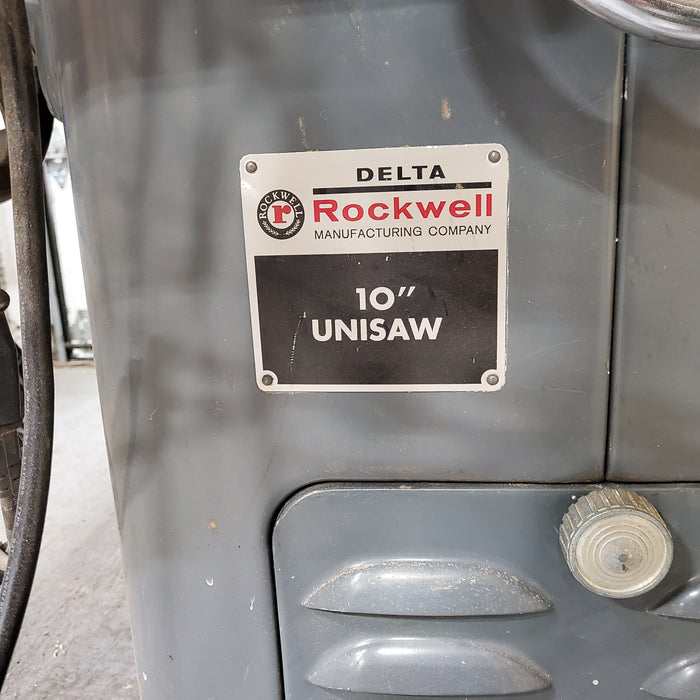 DELTA
ROCKWELL
r
Rockwell
MANUFACTURING COMPANY
10"
UNISAW